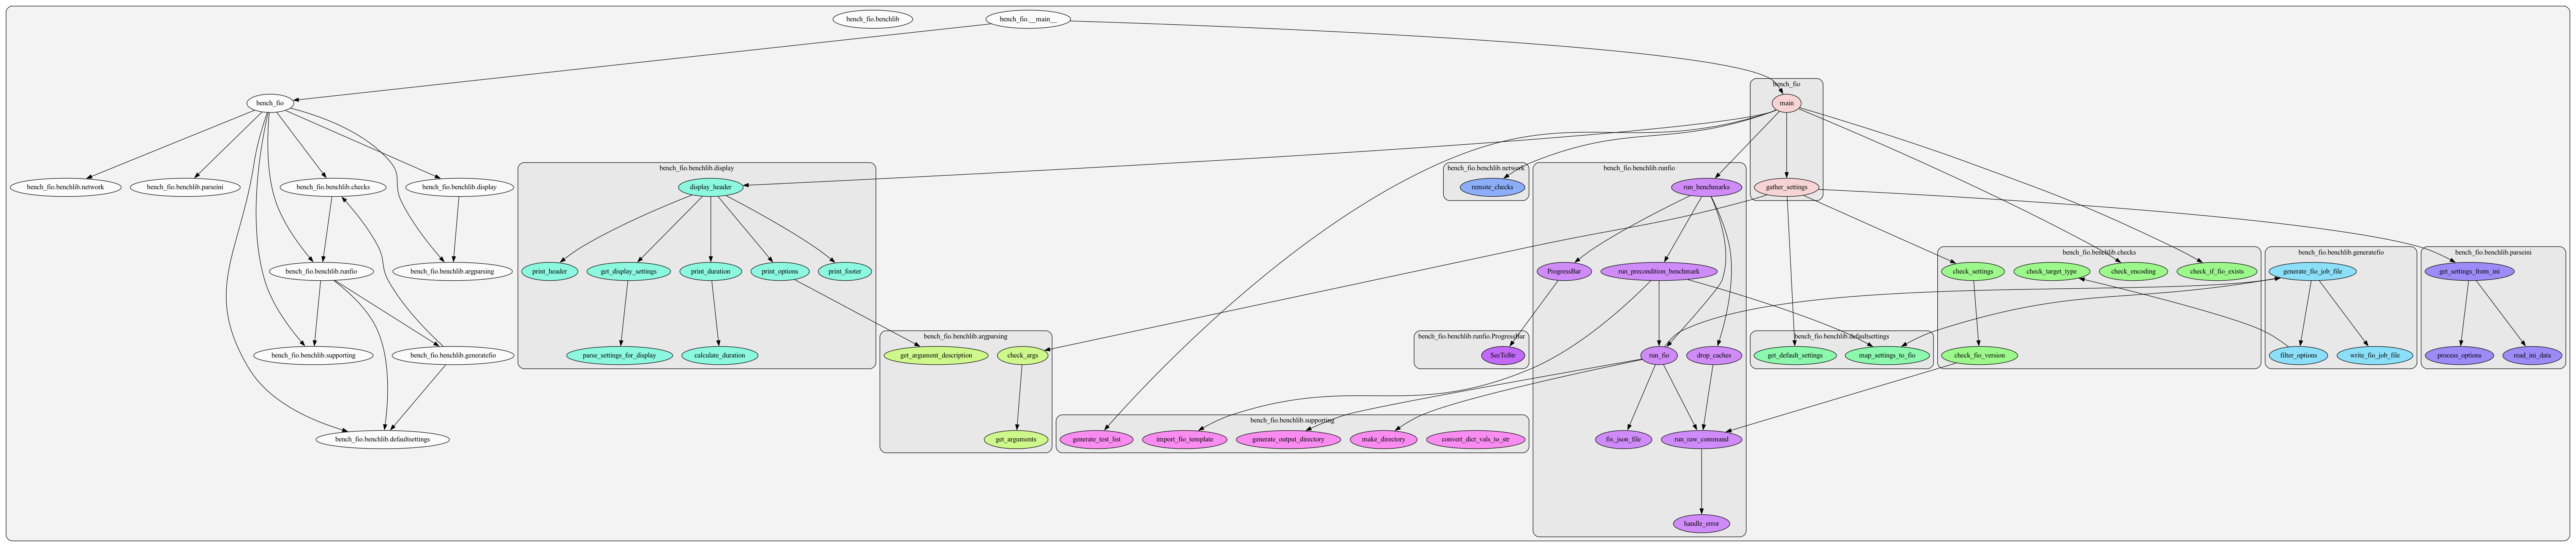 bench_fio.benchlib
bench_fio.__main__
bench_fio
bench_fio
main
bench_fio.benchlib.network
bench_fio.benchlib.parseini
bench_fio.benchlib.checks
bench_fio.benchlib.display
bench_fio.benchlib.display
display_header
bench_fio.benchlib.network
remote_checks
bench_fio.benchlib.runfio
run_benchmarks
gather_settings
bench_fio.benchlib.runfio
bench_fio.benchlib.argparsing
print_header
get_display_settings
print_duration
print_options
print_footer
ProgressBar
run_precondition_benchmark
bench_fio.benchlib.checks
check_settings
check_target_type
check_encoding
check_if_fio_exists
bench_fio.benchlib.generatefio
generate_fio_job_file
bench_fio.benchlib.parseini
get_settings_from_ini
bench_fio.benchlib.supporting
bench_fio.benchlib.generatefio
parse_settings_for_display
calculate_duration
bench_fio.benchlib.argparsing
get_argument_description
check_args
bench_fio.benchlib.runfio.ProgressBar
SecToStr
run_fio
drop_caches
bench_fio.benchlib.defaultsettings
get_default_settings
map_settings_to_fio
check_fio_version
filter_options
write_fio_job_file
process_options
read_ini_data
bench_fio.benchlib.defaultsettings
get_arguments
bench_fio.benchlib.supporting
generate_test_list
import_fio_template
generate_output_directory
make_directory
convert_dict_vals_to_str
fix_json_file
run_raw_command
handle_error